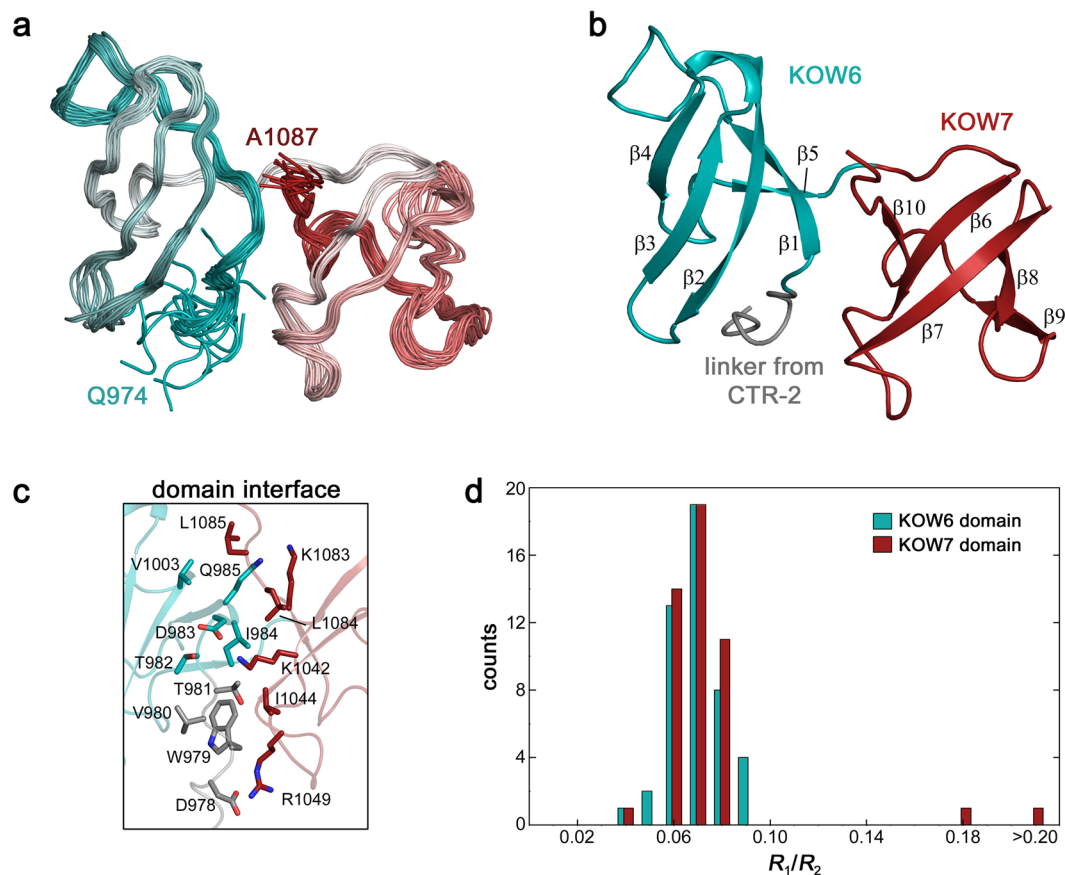 a
A1087
Q974
b
KOW6
KOW7
β4
β5
β10
β6
β3
β1
β2
β8
β9
β7
linker from
CTR-2
c
domain interface
L1085
K1083
V1003
Q985
L1084
D983
I984
T982
K1042
T981
I1044
V980
W979
R1049
D978
d
20
KOW6 domain
16
KOW7 domain
12
counts
8
4
0
0.02
0.06
0.10
0.14
0.18
>0.20
R1/R2